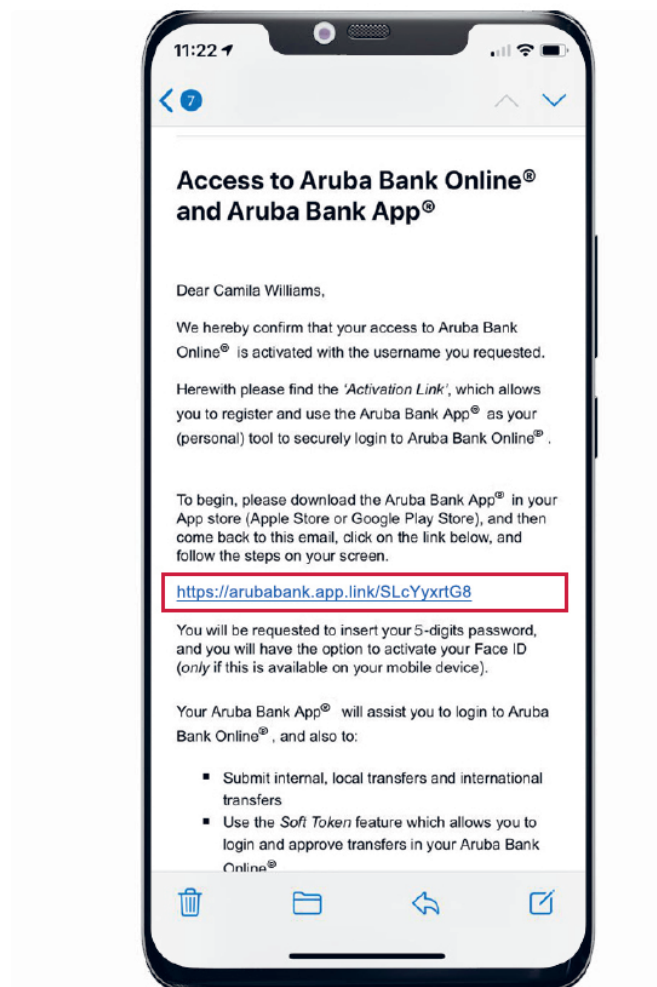 11:22
7
Access to Aruba Bank Online®
and Aruba Bank App®
Dear Camila Williams,
We hereby confirm that your access to Aruba Bank
Online® is activated with the username you requested.
Herewith please find the ‘Activation Link’, which allows
you to register and use the Aruba Bank App® as your
(personal) tool to securely login to Aruba Bank Online® .
To begin, please download the Aruba Bank App® in your
App store (Apple Store or Google Play Store), and then
come back to this email, click on the link below, and
follow the steps on your screen.
https://arubabank.app.link/SLcYyxrtG8
You will be requested to insert your 5-digits password,
and you will have the option to activate your Face ID
(only if this is available on your mobile device).
Your Aruba Bank App® will assist you to login to Aruba
Bank Online® , and also to:
▪ Submit internal, local transfers and international
transfers
▪ Use the Soft Token feature which allows you to
login and approve transfers in your Aruba Bank
Online®